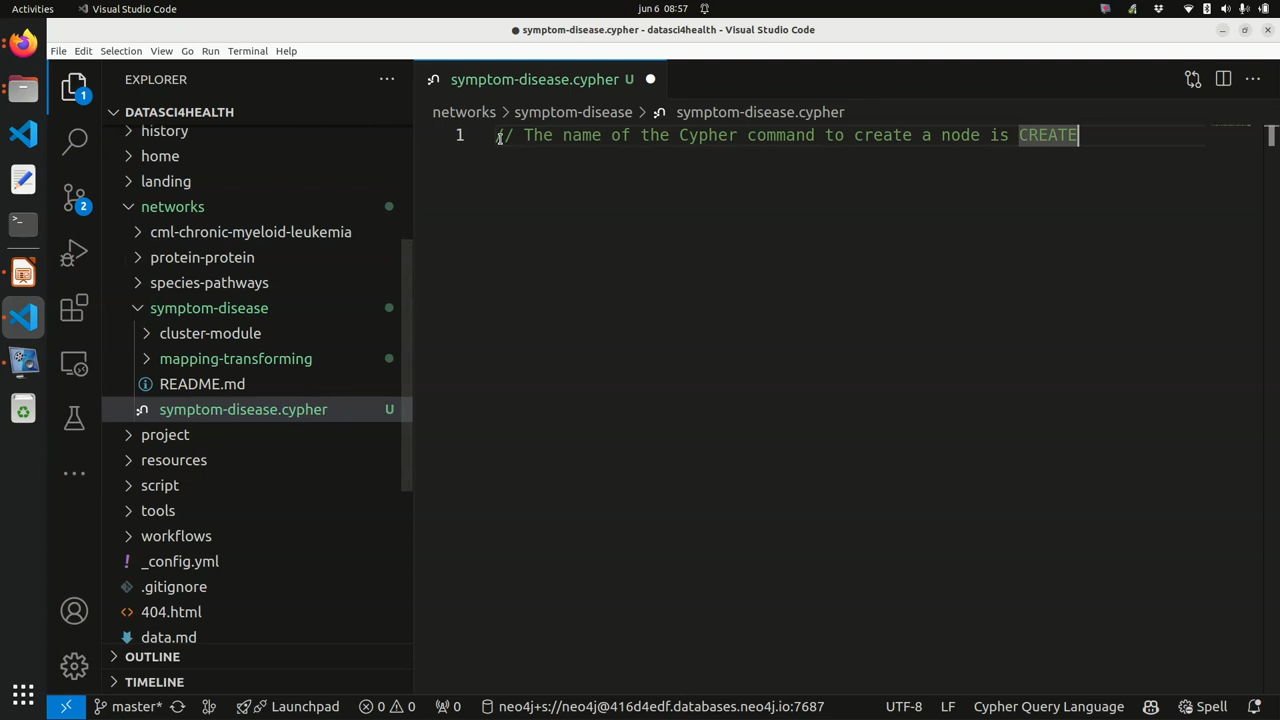 Activities
Visual Studio Code
jun 6 08:57
symptom-disease.cypher - datasci4health - Visual Studio Code
File Edit Selection View Go Run Terminal Help
EXPLORER
symptom-disease.cypher U
DATASCI4HEALTH
networks symptom-disease symptom-disease.cypher
1 // The name of the Cypher command to create a node is CREATE
history
home
landing
networks
cml-chronic-myeloid-leukemia
protein-protein
species-pathways
symptom-disease
cluster-module
mapping-transforming
README.md
symptom-disease.cypher U
project
resources
script
tools
workflows
_config.yml
.gitignore
404.html
data.md
OUTLINE
TIMELINE
1
2
master* Launchpad 0 0 0 neo4j+s://neo4j@416d4edf.databases.neo4j.io:7687 UTF-8 LF Cypher Query Language Spell